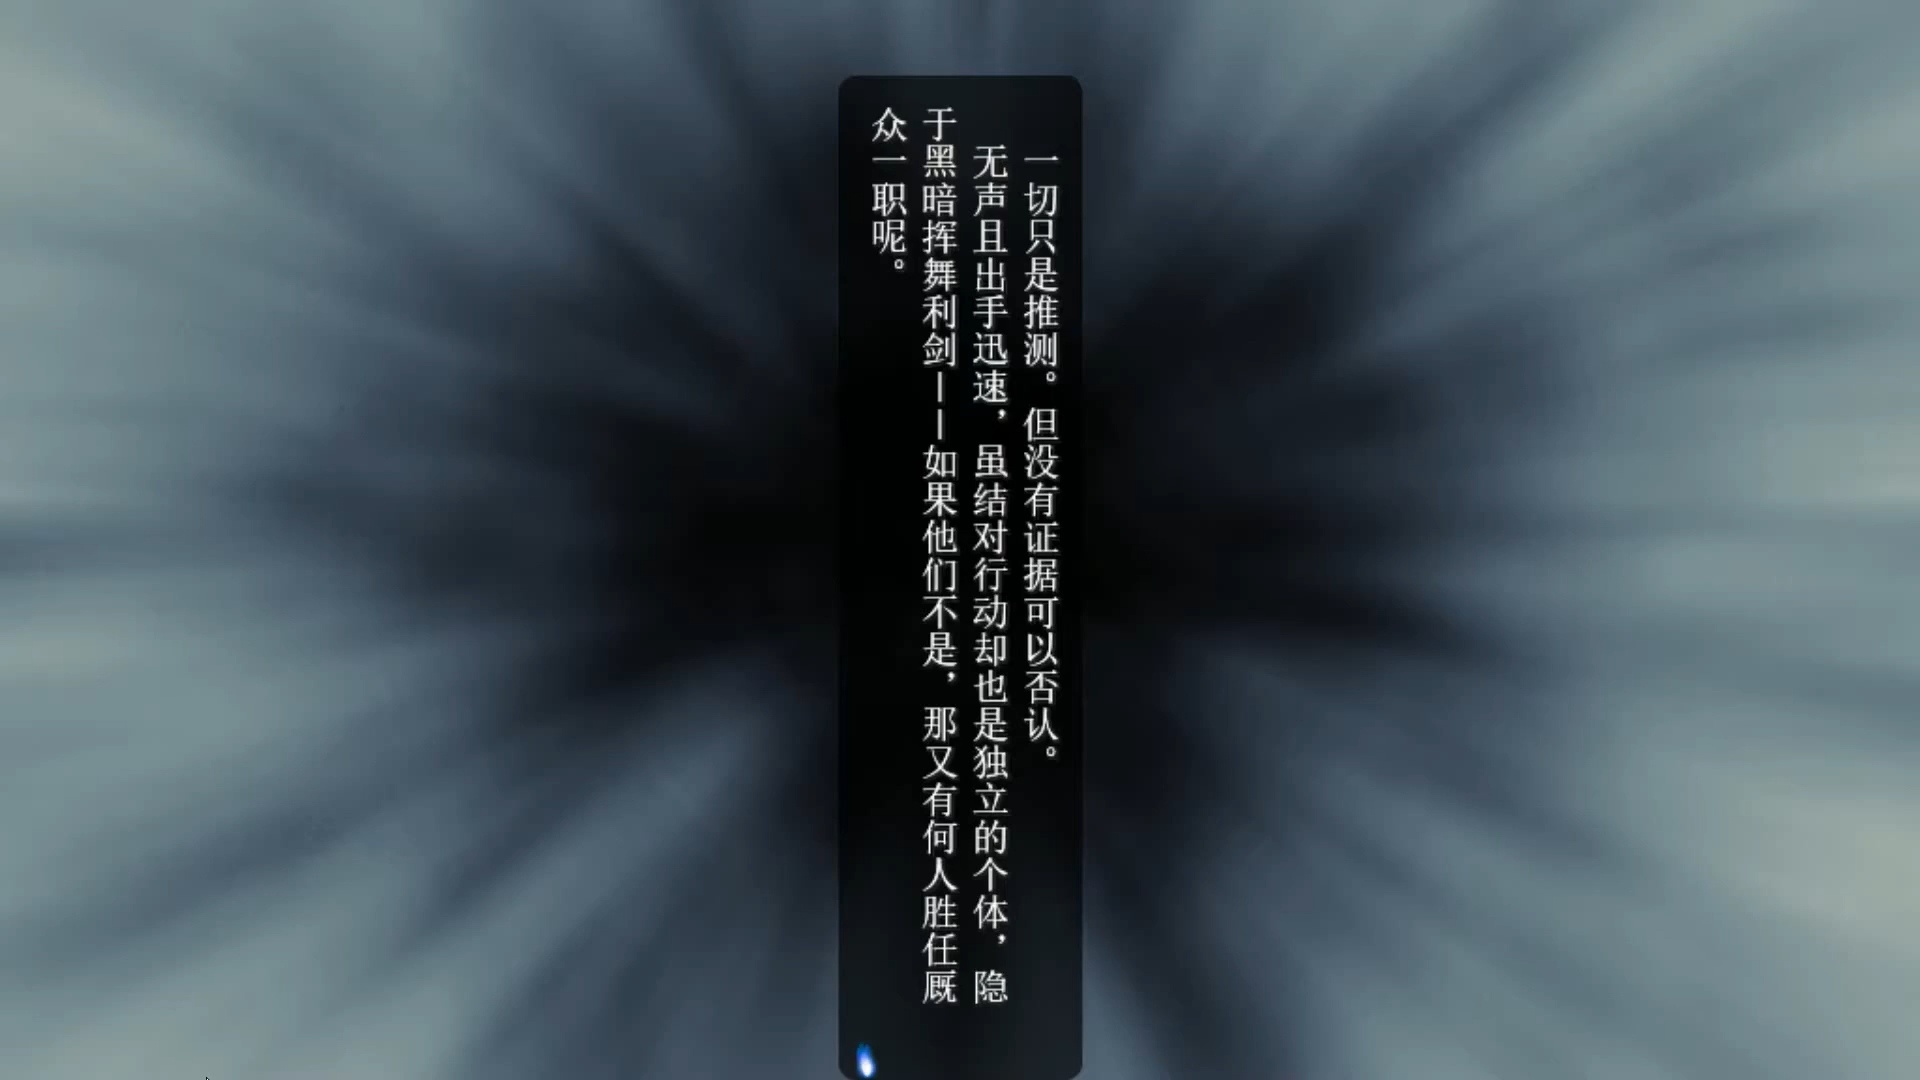 一切只是推测。但没有证据可以否认。
无声且出手迅速，虽结对行动却也是独立的个体，隐
于黑暗挥舞利剑——如果他们不是，那又有何人胜任厩
众一职呢。